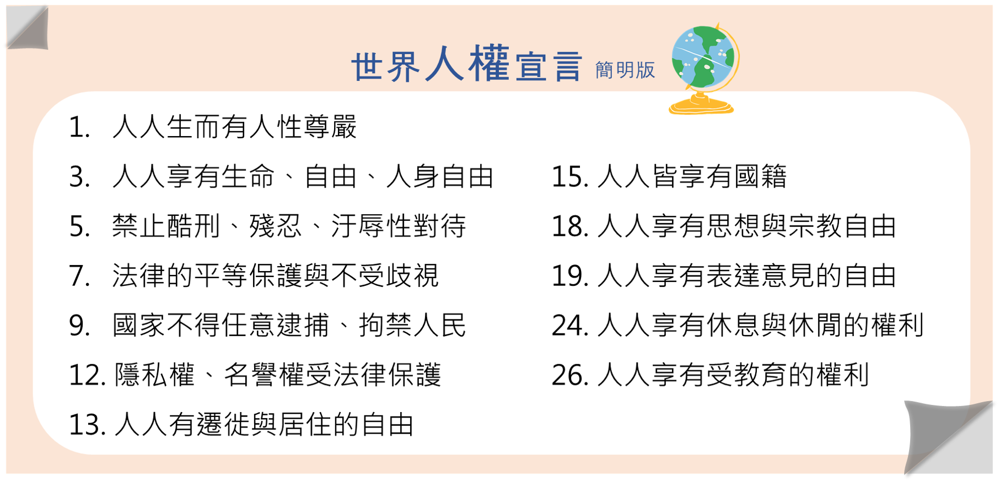 世界人權宣言 簡明版
1. 人人生而有人性尊嚴
3. 人人享有生命、自由、人身自由
5. 禁止酷刑、殘忍、汙辱性對待
7. 法律的平等保護與不受歧視
9. 國家不得任意逮捕、拘禁人民
12. 隱私權、名譽權受法律保護
13. 人人有遷徙與居住的自由
15. 人人皆享有國籍
18. 人人享有思想與宗教自由
19. 人人享有表達意見的自由
24. 人人享有休息與休閒的權利
26. 人人享有受教育的權利